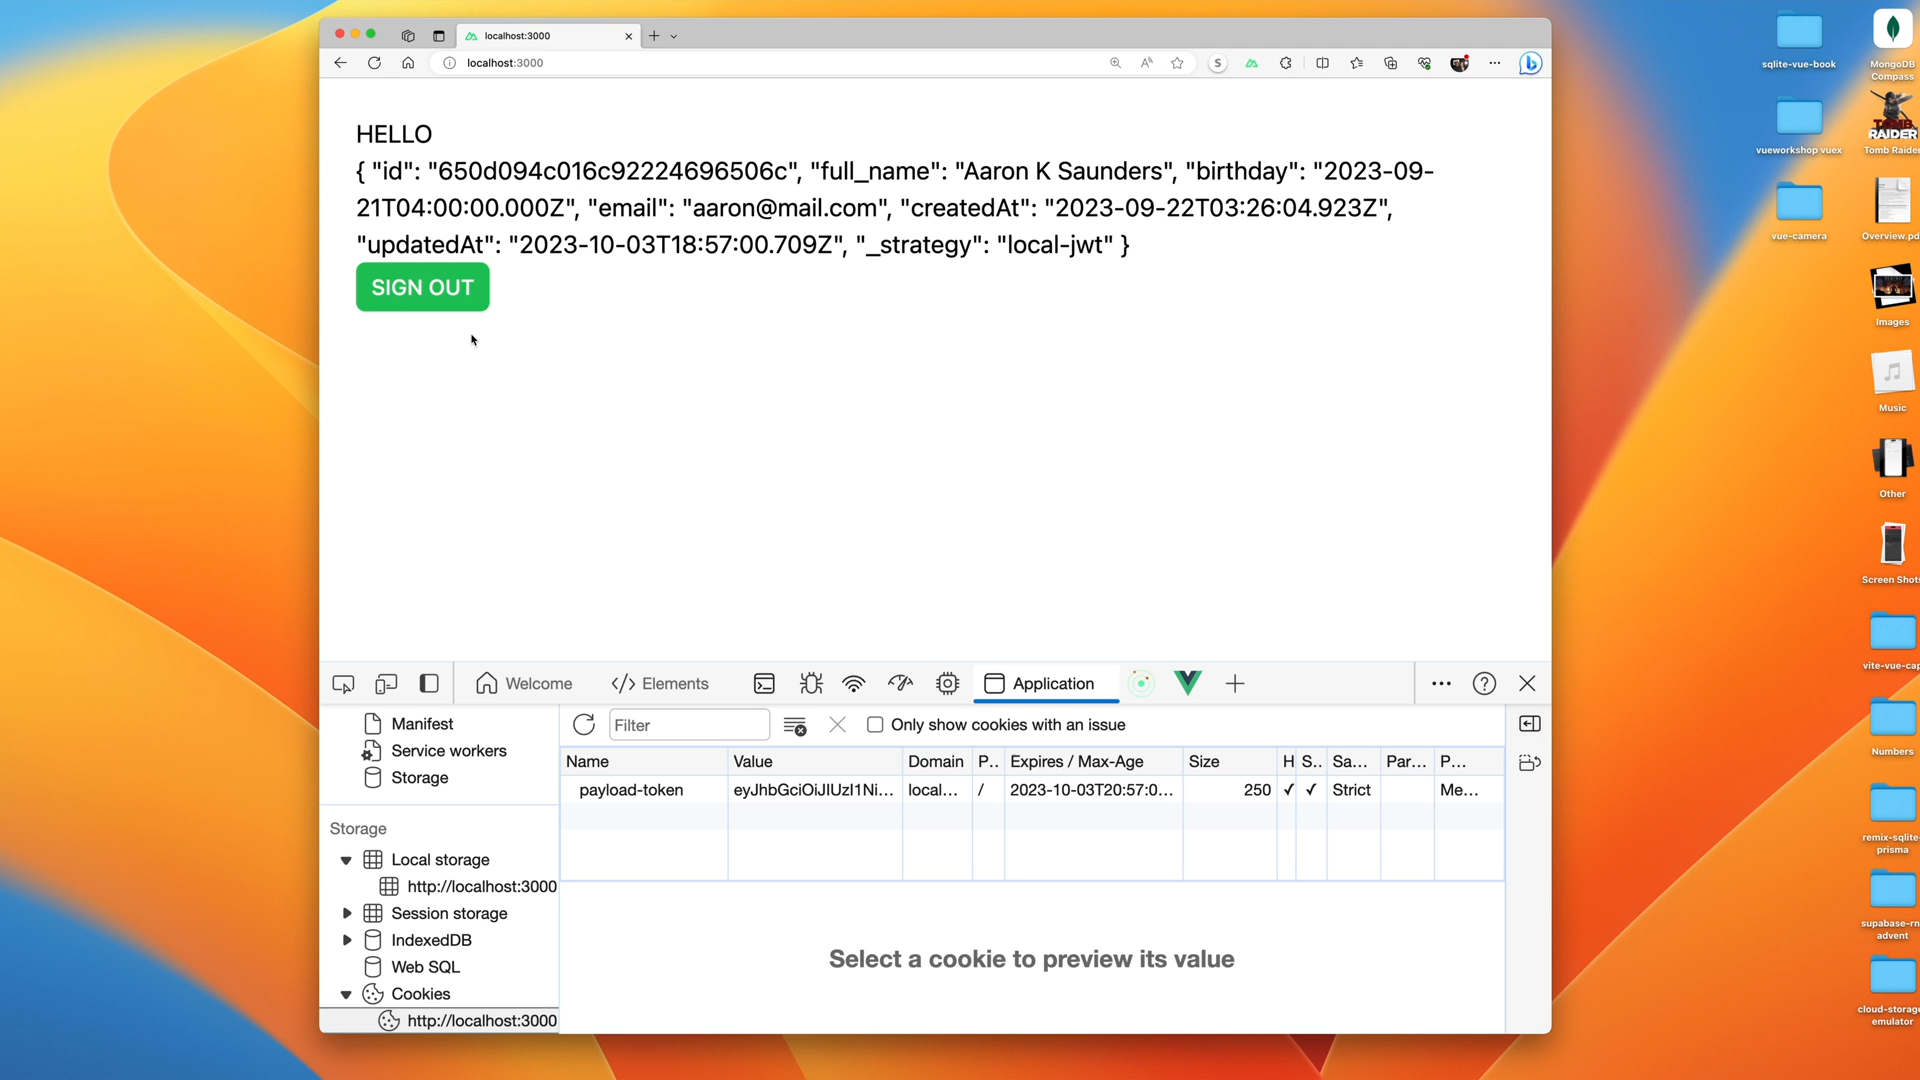 localhost:3000
localhost:3000
HELLO
{ "id": "650d094c016c92224696506c", "full_name": "Aaron K Saunders", "birthday": "2023-09-
21T04:00:00.000Z", "email": "aaron@mail.com", "createdAt": "2023-09-22T03:26:04.923Z",
"updatedAt": "2023-10-03T18:57:00.709Z", "_strategy": "local-jwt" }
SIGN OUT
Welcome
Elements
Application
Manifest
Service workers
Storage
Storage
Local storage
http://localhost:3000
Session storage
IndexedDB
Web SQL
Cookies
http://localhost:3000
Filter
Only show cookies with an issue
Name Value Domain P.. Expires / Max-Age Size H S.. Sa... Par... P...
payload-token eyJhbGciOiJIUzI1Ni... local... / 2023-10-03T20:57:0... 250 ✓ ✓ Strict Me...
Select a cookie to preview its value
sqlite-vue-book
vueworkshop vuex
vue-camera
MongoDB
Compass
TOMB
RAIDER
Tomb Raider
Overview.pd
Images
Music
Other
Screen Shots
vite-vue-cap
Numbers
remix-sqlite-
prisma
supabase-rn
advent
cloud-storage
emulator